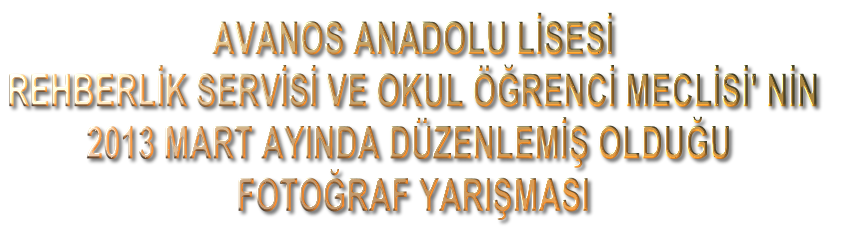 AVANOS ANADOLU LİSESİ
REHBERLİK SERVİSİ VE OKUL ÖĞRENCİ MECLİSİ' NİN
2013 MART AYINDA DÜZENLEMİŞ OLDUĞU
FOTOĞRAF YARIŞMASI